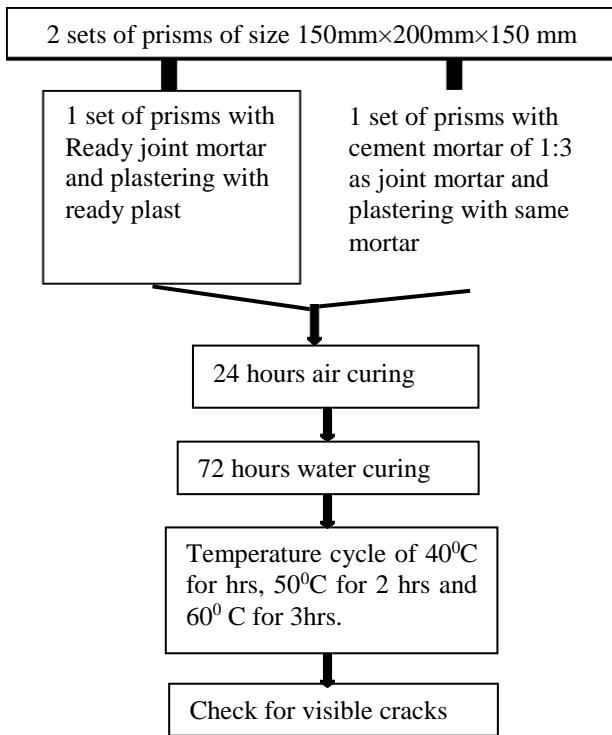 2 sets of prisms of size 150mm×200mm×150 mm
1 set of prisms with
Ready joint mortar
and plastering with
ready plast
1 set of prisms with
cement mortar of 1:3
as joint mortar and
plastering with same
mortar
24 hours air curing
72 hours water curing
Temperature cycle of 40⁰C
for hrs, 50⁰C for 2 hrs and
60⁰ C for 3hrs.
Check for visible cracks